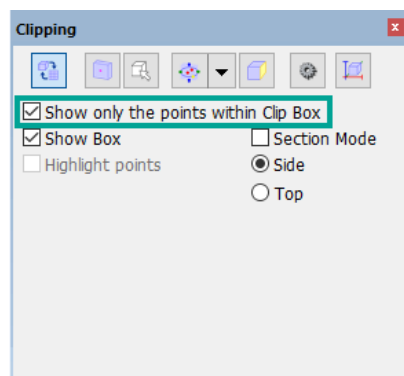 Clipping
Show only the points within Clip Box
Show Box
Section Mode
Highlight points
Side
Top